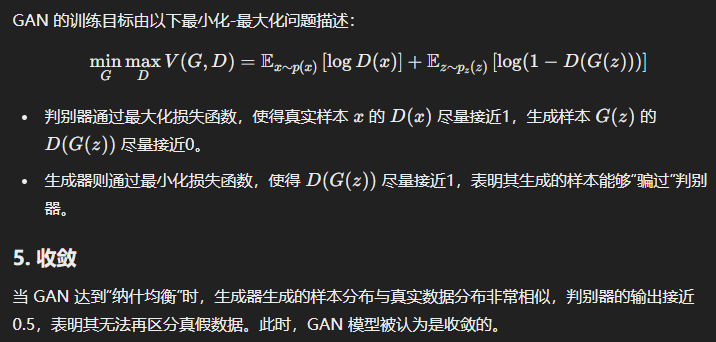 GAN 的训练目标由以下最小化-最大化问题描述：
min_G max_D V(G, D) = 𝔼_{x∼p(x)} [log D(x)] + 𝔼_{z∼p_z(z)} [log(1 − D(G(z)))]
• 判别器通过最大化损失函数，使得真实样本 x 的 D(x) 尽量接近1，生成样本 G(z) 的
D(G(z)) 尽量接近0。
• 生成器则通过最小化损失函数，使得 D(G(z)) 尽量接近1，表明其生成的样本能够“骗过”判别
器。
5. 收敛
当 GAN 达到“纳什均衡”时，生成器生成的样本分布与真实数据分布非常相似，判别器的输出接近
0.5，表明其无法再区分真假数据。此时，GAN 模型被认为是收敛的。